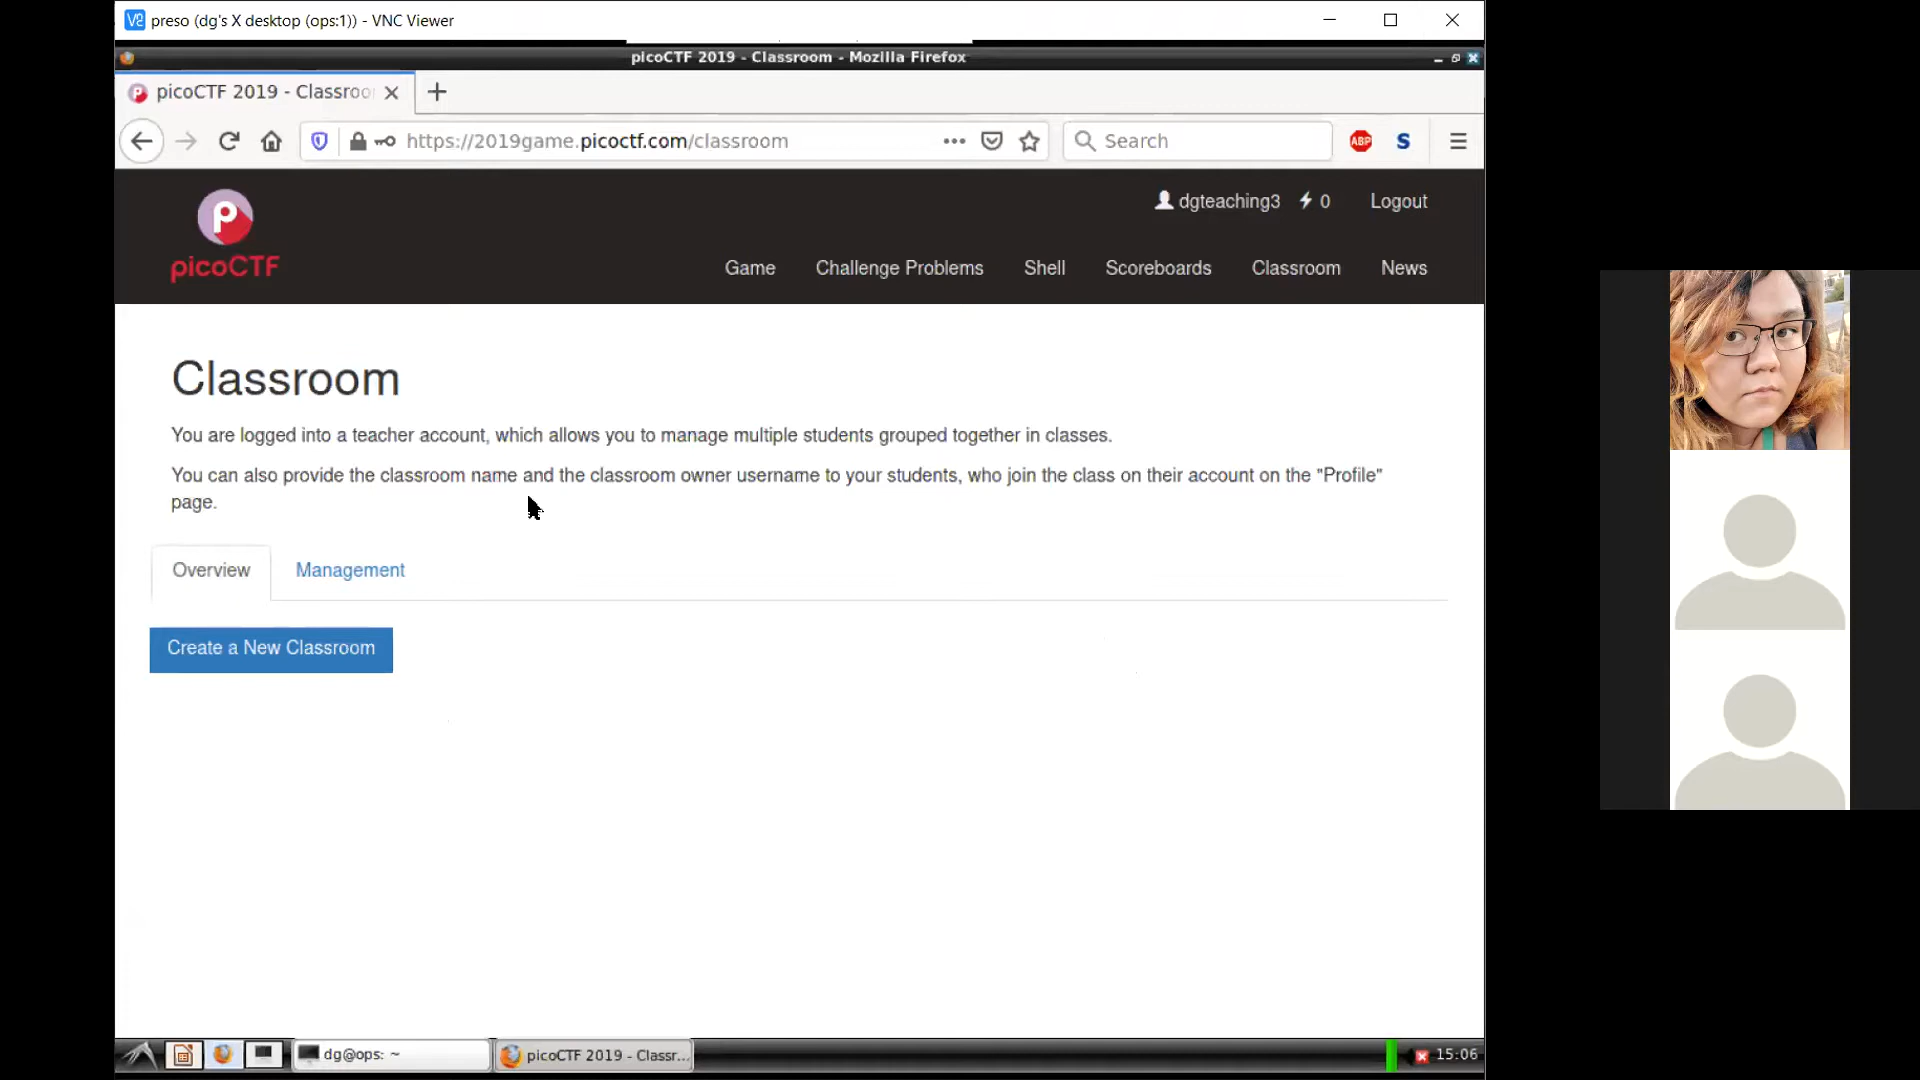 preso (dg's X desktop (ops:1)) - VNC Viewer
picoCTF 2019 - Classroom - Mozilla Firefox
picoCTF 2019 - Classroo
https://2019game.picoctf.com/classroom
Search
ABP
S
dgteaching3 0 Logout
P
picoCTF
Game Challenge Problems Shell Scoreboards Classroom News
Classroom
You are logged into a teacher account, which allows you to manage multiple students grouped together in classes.
You can also provide the classroom name and the classroom owner username to your students, who join the class on their account on the "Profile"
page.
Overview Management
Create a New Classroom
dg@ops: ~
picoCTF 2019 - Classr...
15:06